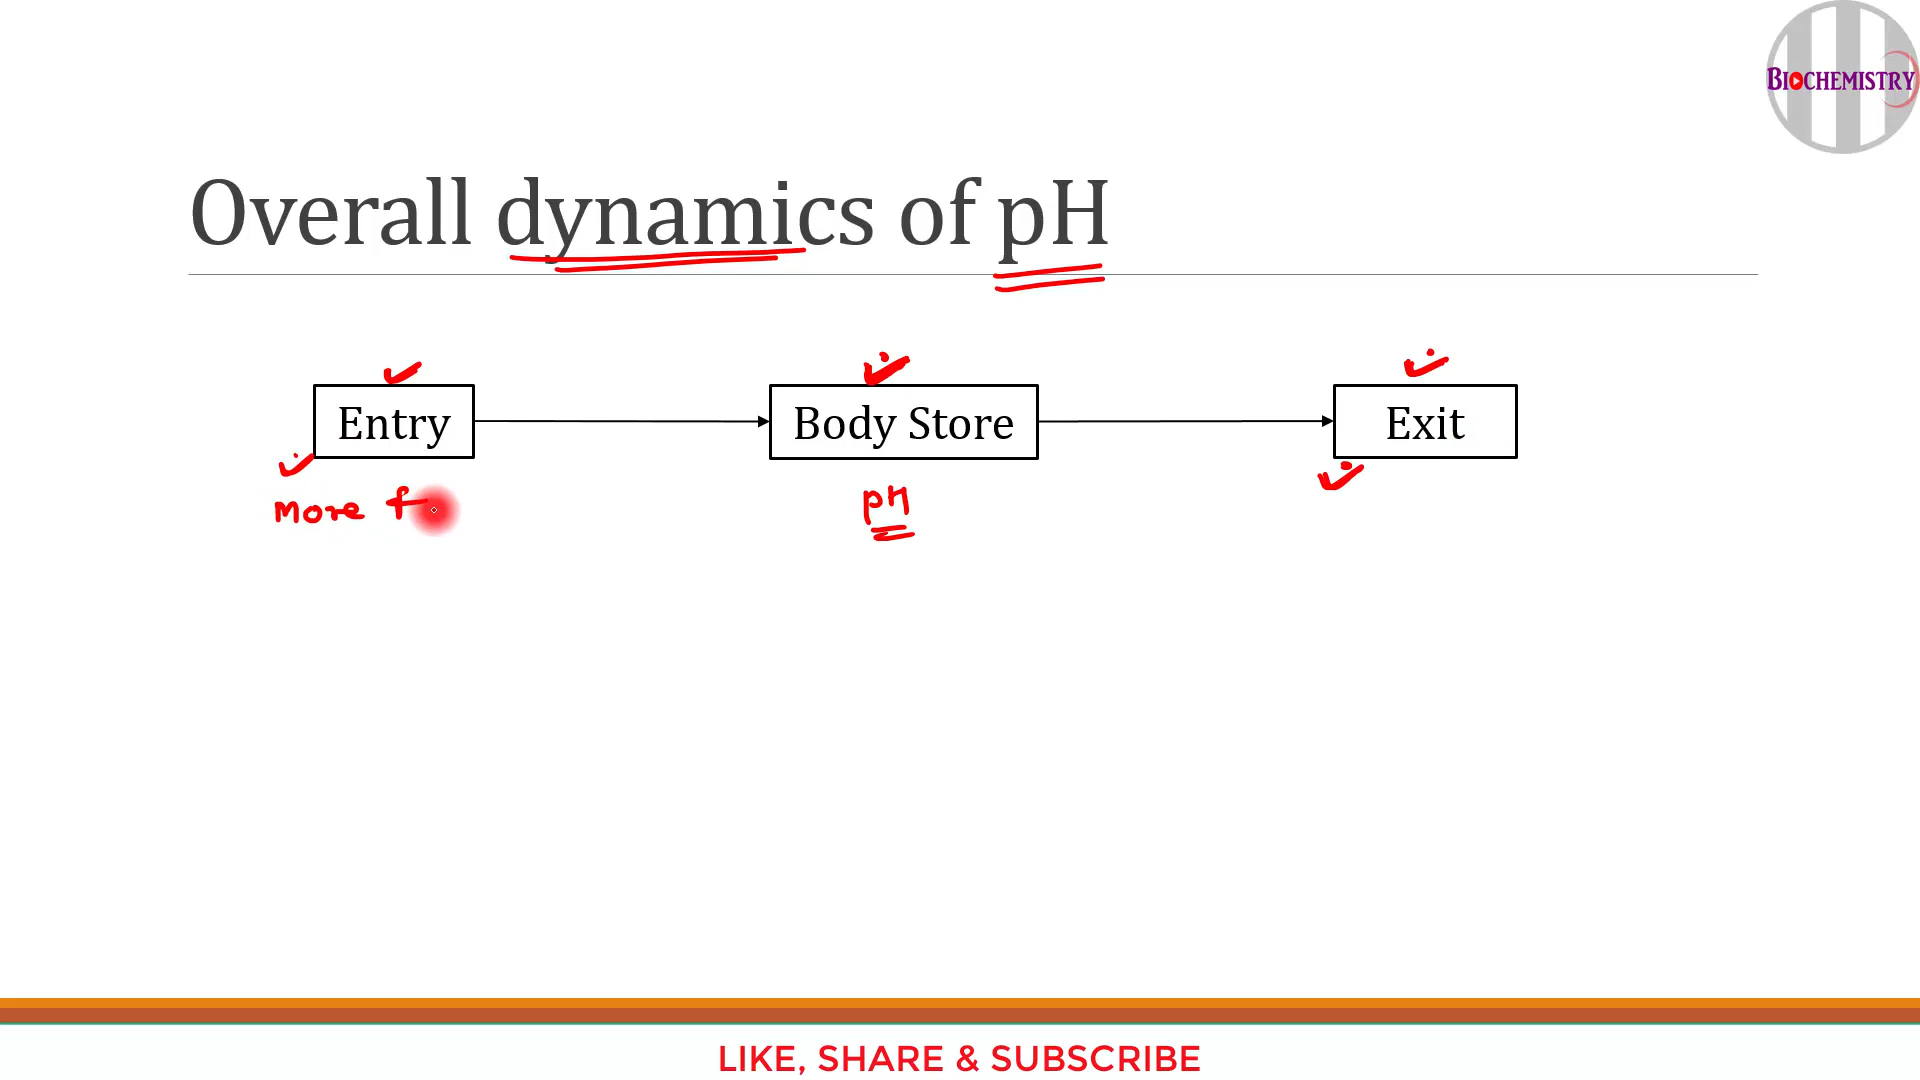 BIOCHEMISTRY
Overall dynamics of pH
Entry Body Store Exit
More f
pH
LIKE, SHARE & SUBSCRIBE